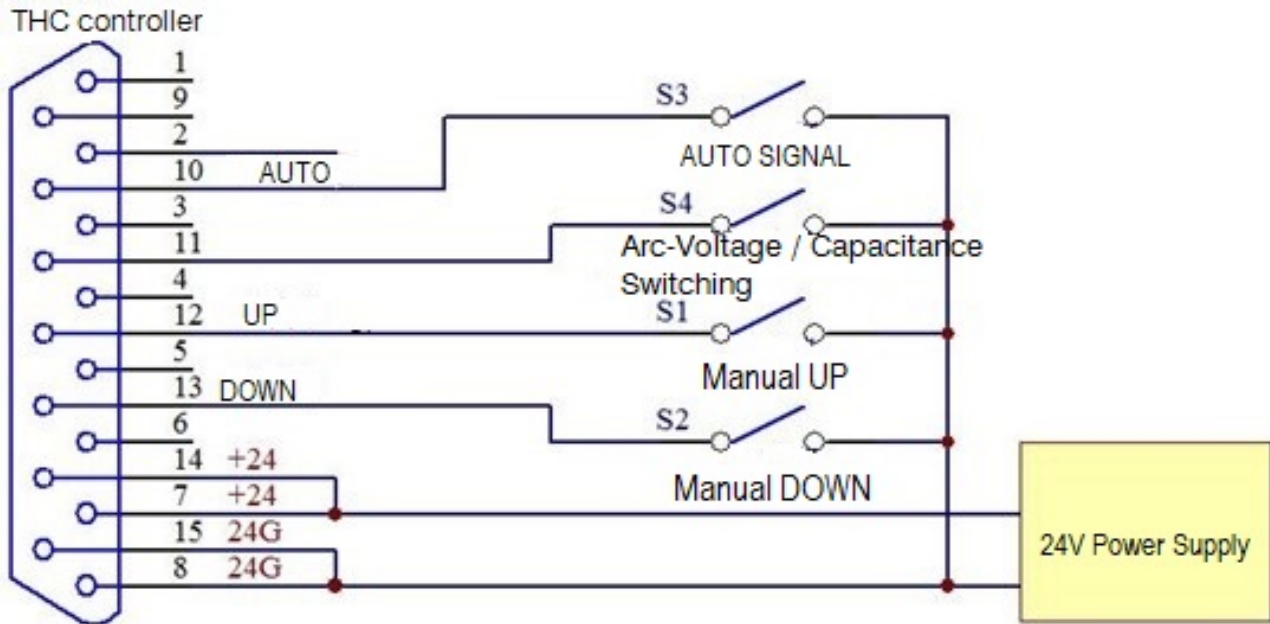 THC controller
1
9
2
10 AUTO
3
11
4
12 UP
5
13 DOWN
6
14 +24
7 +24
15 24G
8 24G
S3
AUTO SIGNAL
S4
Arc-Voltage / Capacitance
Switching
S1
Manual UP
S2
Manual DOWN
24V Power Supply